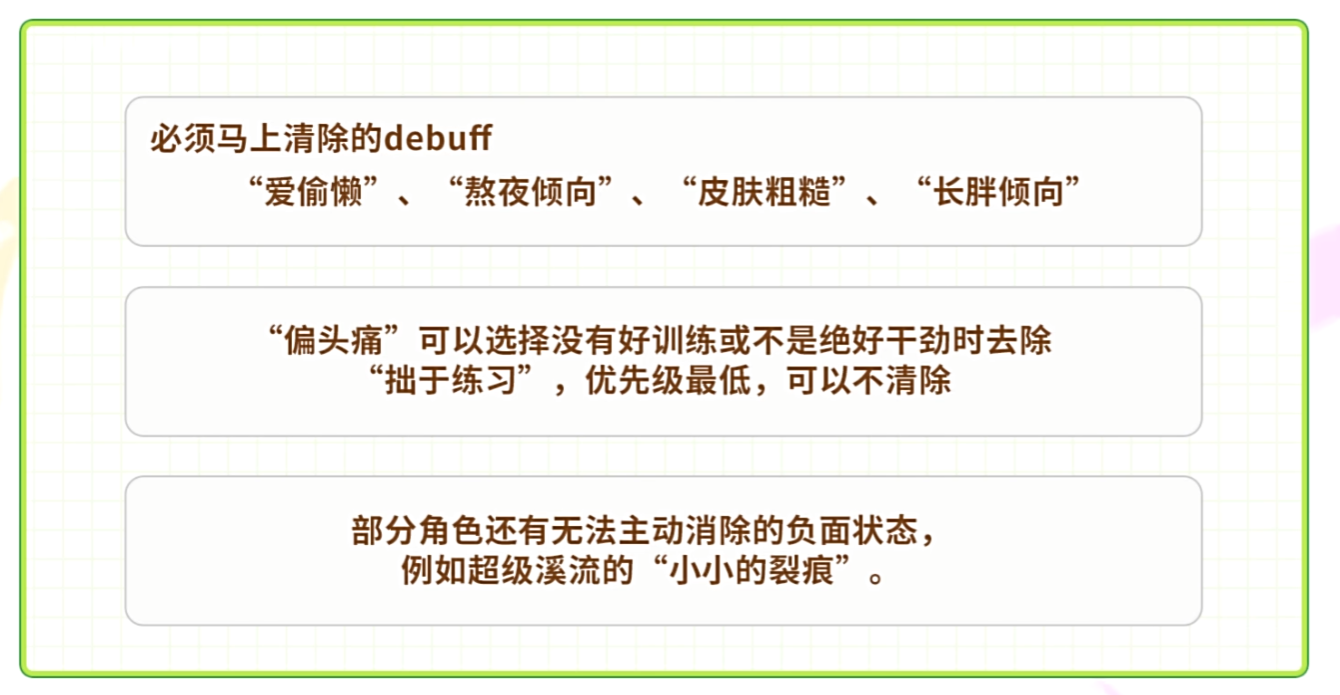 必须马上清除的debuff
“爱偷懒”、“熬夜倾向”、“皮肤粗糙”、“长胖倾向”
“偏头痛”可以选择没有好训练或不是绝好干劲时去除
“拙于练习”，优先级最低，可以不清除
部分角色还有无法主动消除的负面状态，
例如超级溪流的“小小的裂痕”。